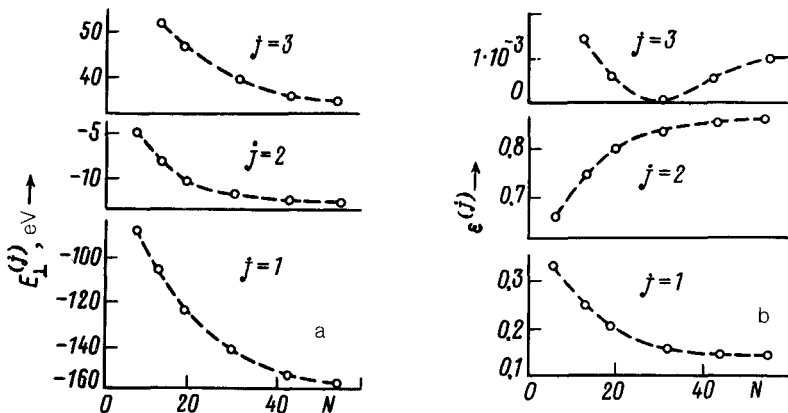 50
40
j=3
-5
-10
j=2
-100
-120
-140
-160
j=1
a
E⊥^(j), eV →
0 20 40 N
1·10^-3
0
j=3
0,8
0,7
j=2
0,3
0,2
0,1
j=1
b
ε^(j) →
0 20 40 N